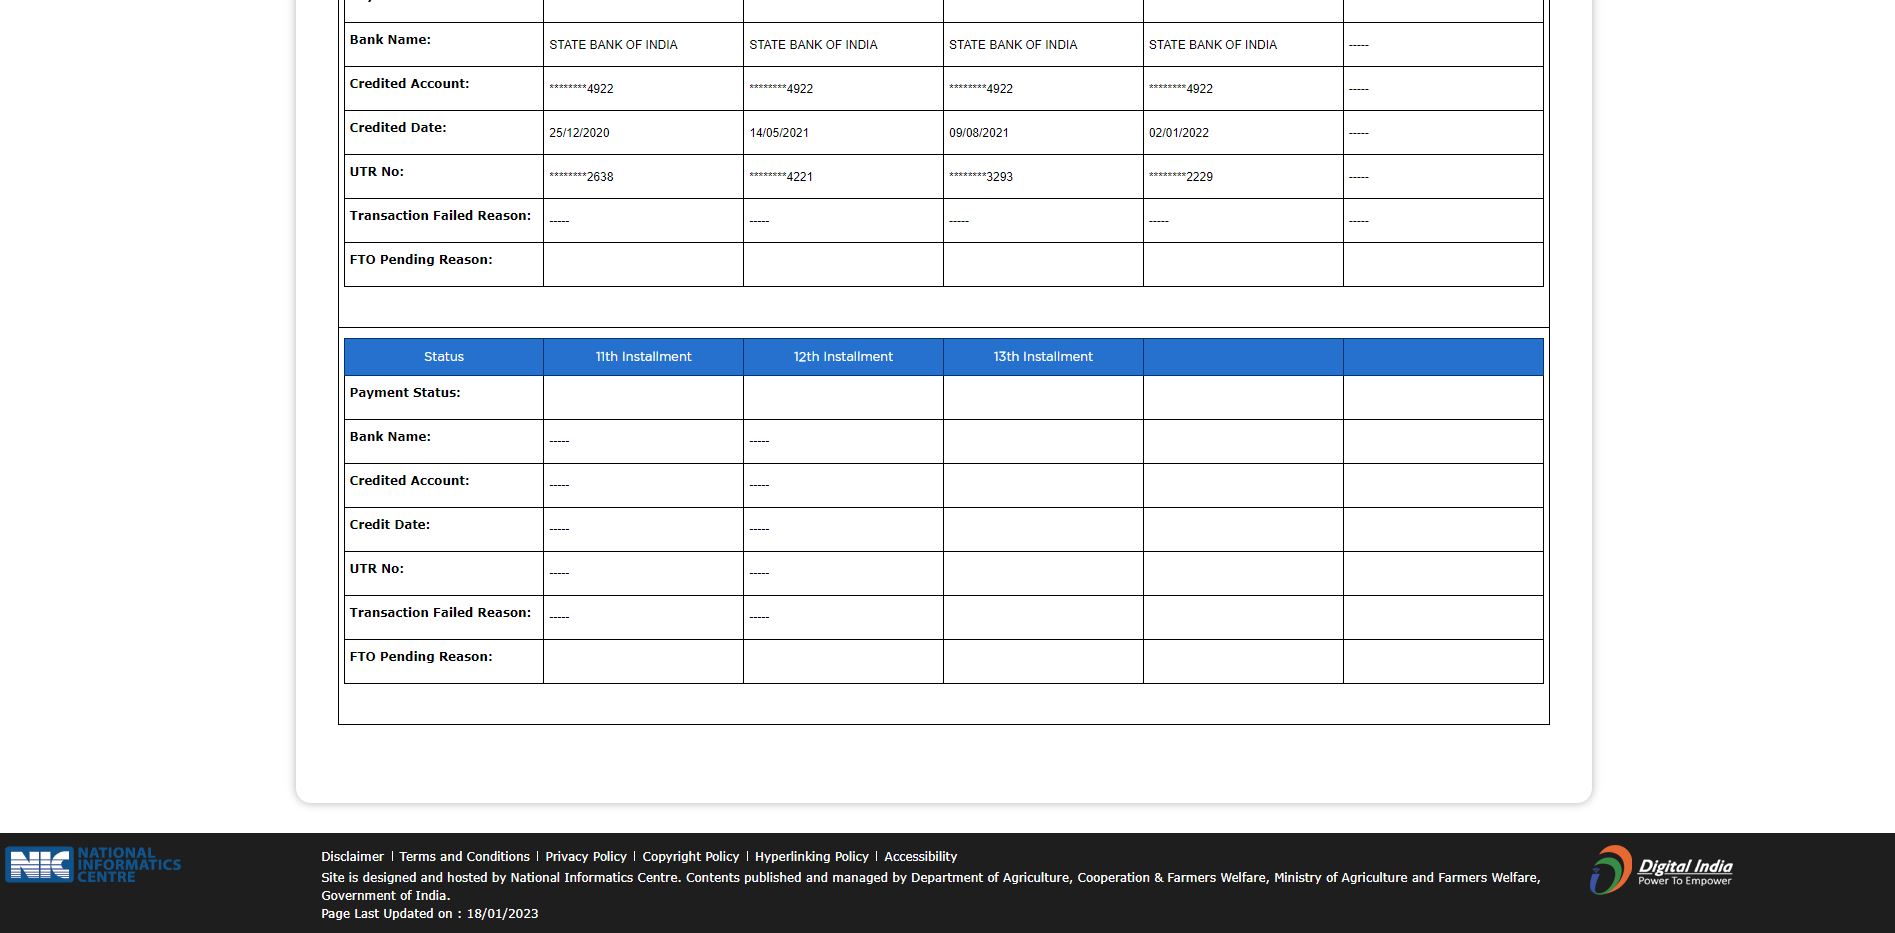 Bank Name: STATE BANK OF INDIA STATE BANK OF INDIA STATE BANK OF INDIA STATE BANK OF INDIA -----
Credited Account: ********4922 ********4922 ********4922 ********4922 -----
Credited Date: 25/12/2020 14/05/2021 09/08/2021 02/01/2022 -----
UTR No: ********2638 ********4221 ********3293 ********2229 -----
Transaction Failed Reason: ----- ----- ----- ----- -----
FTO Pending Reason:
Status 11th Installment 12th Installment 13th Installment
Payment Status:
Bank Name: ----- -----
Credited Account: ----- -----
Credit Date: ----- -----
UTR No: ----- -----
Transaction Failed Reason: ----- -----
FTO Pending Reason:
NIC NATIONAL
INFORMATICS
CENTRE
Disclaimer | Terms and Conditions | Privacy Policy | Copyright Policy | Hyperlinking Policy | Accessibility
Site is designed and hosted by National Informatics Centre. Contents published and managed by Department of Agriculture, Cooperation & Farmers Welfare, Ministry of Agriculture and Farmers Welfare,
Government of India.
Page Last Updated on : 18/01/2023
Digital India
Power To Empower